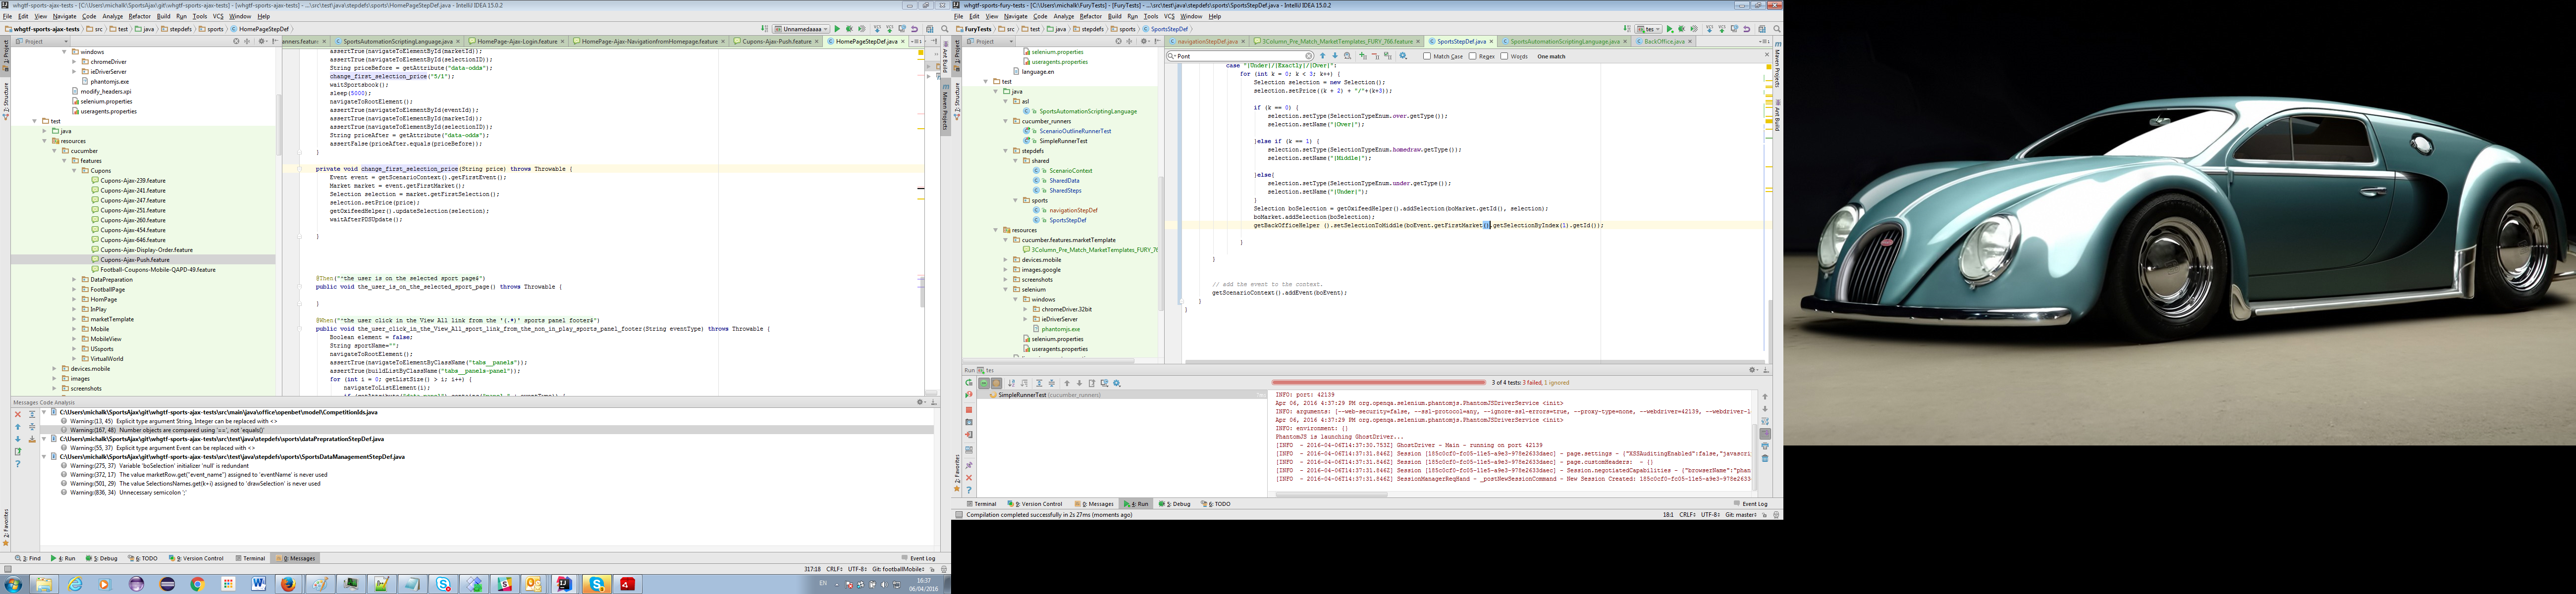 whgtf-sports-ajax-tests - [C:\Users\michalk\SportsAjax\git\whgtf-sports-ajax-tests] - [whgtf-sports-ajax-tests] - ...\src\test\java\stepdefs\sports\HomePageStepDef.java - IntelliJ IDEA 15.0.2
File Edit View Navigate Code Analyze Refactor Build Run Tools VCS Window Help
whgtf-sports-ajax-tests src test java stepdefs sports HomePageStepDef
Unnamedaaaa
Project
SportsAutomationScriptingLanguage.java HomePage-Ajax-Login.feature HomePage-Ajax-NavigationfromHomepage.feature Cupons-Ajax-Push.feature HomePageStepDef.java
windows
chromeDriver
ieDriverServer
phantomjs.exe
modify_headers.xpi
selenium.properties
useragents.properties
test
java
resources
cucumber
features
Cupons
Cupons-Ajax-239.feature
Cupons-Ajax-241.feature
Cupons-Ajax-247.feature
Cupons-Ajax-251.feature
Cupons-Ajax-260.feature
Cupons-Ajax-454.feature
Cupons-Ajax-646.feature
Cupons-Ajax-Display-Order.feature
Cupons-Ajax-Push.feature
Football-Coupons-Mobile-QAPD-49.feature
DataPreparation
FootballPage
HomPage
InPlay
marketTemplate
Mobile
MobileView
USports
VirtualWorld
devices.mobile
images
screenshots
assertTrue(navigateToElementById(marketId));
assertTrue(navigateToElementById(selectionID));
String priceBefore = getAttribute("data-odds");
change_first_selection_price("5/1");
waitSportsbook();
sleep(5000);
navigateToRootElement();
assertTrue(navigateToElementById(eventId));
assertTrue(navigateToElementById(marketId));
assertTrue(navigateToElementById(selectionID));
String priceAfter = getAttribute("data-odds");
assertFalse(priceAfter.equals(priceBefore));
}
private void change_first_selection_price(String price) throws Throwable {
Event event = getScenarioContext().getFirstEvent();
Market market = event.getFirstMarket();
Selection selection = market.getFirstSelection();
selection.setPrice(price);
getOxifeedHelper().updateSelection(selection);
waitAfterPDSUpdate();
}
@Then("^the user is on the selected sport page$")
public void the_user_is_on_the_selected_sport_page() throws Throwable {
}
@When("^the user click in the View All link from the '(.*)' sports panel footer$")
public void the_user_click_in_the_View_All_sport_link_from_the_non_in_play_sports_panel_footer(String eventType) throws Throwable {
Boolean element = false;
String sportName="";
navigateToRootElement();
assertTrue(navigateToElementByClassName("tabs__panels"));
assertTrue(buildListByClassName("tabs__panels-panel"));
for (int i = 0; getListSize() > i; i++) {
navigateToListElement(i);
Messages Code Analysis
C:\Users\michalk\SportsAjax\git\whgtf-sports-ajax-tests\src\main\java\office\openbet\model\CompetitionIds.java
Warning:(13, 45) Explicit type argument String, Integer can be replaced with <>
Warning:(167, 48) Number objects are compared using '==', not 'equals()'
C:\Users\michalk\SportsAjax\git\whgtf-sports-ajax-tests\src\test\java\stepdefs\sports\dataPrepratationStepDef.java
Warning:(55, 37) Explicit type argument Event can be replaced with <>
C:\Users\michalk\SportsAjax\git\whgtf-sports-ajax-tests\src\test\java\stepdefs\sports\SportsDataManagementStepDef.java
Warning:(275, 37) Variable 'boSelection' initializer 'null' is redundant
Warning:(372, 17) The value marketRow.get("event_name") assigned to 'eventName' is never used
Warning:(501, 29) The value SelectionsNames.get(k+i) assigned to 'drawSelection' is never used
Warning:(836, 34) Unnecessary semicolon ';'
3: Find 4: Run 5: Debug 6: TODO 9: Version Control Terminal 0: Messages Event Log
317:18 CRLF UTF-8 Git: footballMobile
EN 16:37
06/04/2016
whgtf-sports-fury-tests - [C:\Users\michalk\FuryTests] - [FuryTests] - ...\src\test\java\stepdefs\sports\SportsStepDef.java - IntelliJ IDEA 15.0.2
File Edit View Navigate Code Analyze Refactor Build Run Tools VCS Window Help
furyTests src test java stepdefs sports SportsStepDef
tes
Project
navigationStepDef.java 3Column_Pre_Match_MarketTemplates_FURY_766.feature SportsStepDef.java SportsAutomationScriptingLanguage.java BackOffice.java
Pont
Match Case Regex Words One match
selenium.properties
useragents.properties
language.en
test
java
asl
SportsAutomationScriptingLanguage
cucumber_runners
ScenarioOutlineRunnerTest
SimpleRunnerTest
stepdefs
shared
ScenarioContext
SharedData
SharedSteps
sports
navigationStepDef
SportsStepDef
resources
cucumber.features.marketTemplate
3Column_Pre_Match_MarketTemplates_FURY_76
devices.mobile
images.google
screenshots
selenium
windows
chromeDriver.32bit
ieDriverServer
phantomjs.exe
selenium.properties
useragents.properties
case "|Under|/|Exactly|/|Over|":
for (int k = 0; k < 3; k++) {
Selection selection = new Selection();
selection.setPrice((k + 2) + "/"+(k+3));
if (k == 0) {
selection.setType(SelectionTypeEnum.over.getType());
selection.setName("|Over|");
}else if (k == 1) {
selection.setType(SelectionTypeEnum.homedraw.getType());
selection.setName("|Middle|");
}else{
selection.setType(SelectionTypeEnum.under.getType());
selection.setName("|Under|");
}
Selection boSelection = getOxifeedHelper().addSelection(boMarket.getId(), selection);
boMarket.addSelection(boSelection);
getBackOfficeHelper ().setSelectionToMiddle(boEvent.getFirstMarket().getSelectionByIndex(1).getId());
}
}
// add the event to the context.
getScenarioContext().addEvent(boEvent);
}
}
Run tes
3 of 4 tests: 3 failed, 1 ignored
SimpleRunnerTest (cucumber_runners)
INFO: port: 42139
Apr 06, 2016 4:37:29 PM org.openqa.selenium.phantomjs.PhantomJSDriverService <init>
INFO: arguments: [--web-security=false, --ssl-protocol=any, --ignore-ssl-errors=true, --proxy-type=none, --webdriver=42139, --webdriver-l
Apr 06, 2016 4:37:29 PM org.openqa.selenium.phantomjs.PhantomJSDriverService <init>
INFO: environment: {}
PhantomJS is launching GhostDriver...
[INFO - 2016-04-06T14:37:30.753Z] GhostDriver - Main - running on port 42139
[INFO - 2016-04-06T14:37:31.846Z] Session [185c0cf0-fc05-11e5-a9e3-978e2633daec] - page.settings - {"XSSAuditingEnabled":false,"javascri
[INFO - 2016-04-06T14:37:31.846Z] Session [185c0cf0-fc05-11e5-a9e3-978e2633daec] - page.customHeaders: - {}
[INFO - 2016-04-06T14:37:31.846Z] Session [185c0cf0-fc05-11e5-a9e3-978e2633daec] - Session.negotiatedCapabilities - {"browserName":"phan
[INFO - 2016-04-06T14:37:31.846Z] SessionManagerReqHand - _postNewSessionCommand - New Session Created: 185c0cf0-fc05-11e5-a9e3-978e2633
Terminal 9: Version Control 0: Messages 4: Run 5: Debug 6: TODO Event Log
Compilation completed successfully in 2s 27ms (moments ago)
18:1 CRLF UTF-8 Git: master